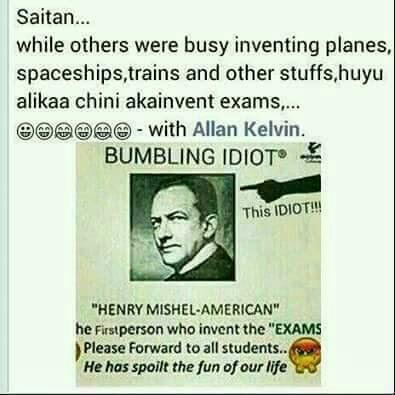 Saitan...
while others were busy inventing planes,
spaceships,trains and other stuffs,huyu
alikaa chini akainvent exams,...
😃😁😂😁😂😁 - with Allan Kelvin.
BUMBLING IDIOT®
This IDIOT!!!
"HENRY MISHEL-AMERICAN"
he Firstperson who invent the "EXAMS
Please Forward to all students..
He has spoilt the fun of our life